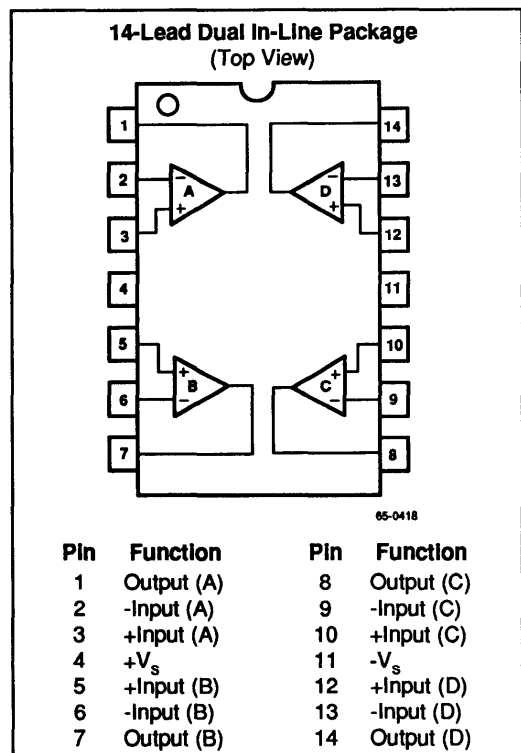 14-Lead Dual In-Line Package
(Top View)
1
14
2
− A
D −
13
3
+
+
12
4
11
5
10
+
+
B
C
6
−
−
9
7
8
65-0418
Pin Function Pin Function
1 Output (A) 8 Output (C)
2 -Input (A) 9 -Input (C)
3 +Input (A) 10 +Input (C)
4 +Vs 11 -Vs
5 +Input (B) 12 +Input (D)
6 -Input (B) 13 -Input (D)
7 Output (B) 14 Output (D)